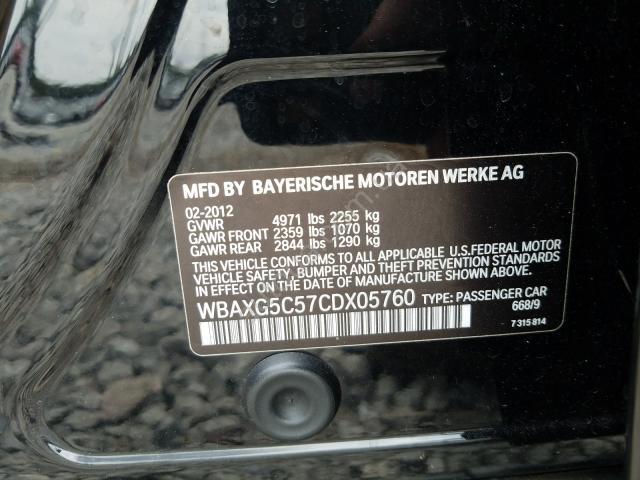 MFD BY BAYERISCHE MOTOREN WERKE AG
02-2012
GVWR 4971 lbs 2255 kg
GAWR FRONT 2359 lbs 1070 kg
GAWR REAR 2844 lbs 1290 kg
THIS VEHICLE CONFORMS TO ALL APPLICABLE U.S.FEDERAL MOTOR
VEHICLE SAFETY, BUMPER, AND THEFT PREVENTION STANDARDS
IN EFFECT ON THE DATE OF MANUFACTURE SHOWN ABOVE.
WBAXG5C57CDX05760 TYPE: PASSENGER CAR
668/9
7 315 814